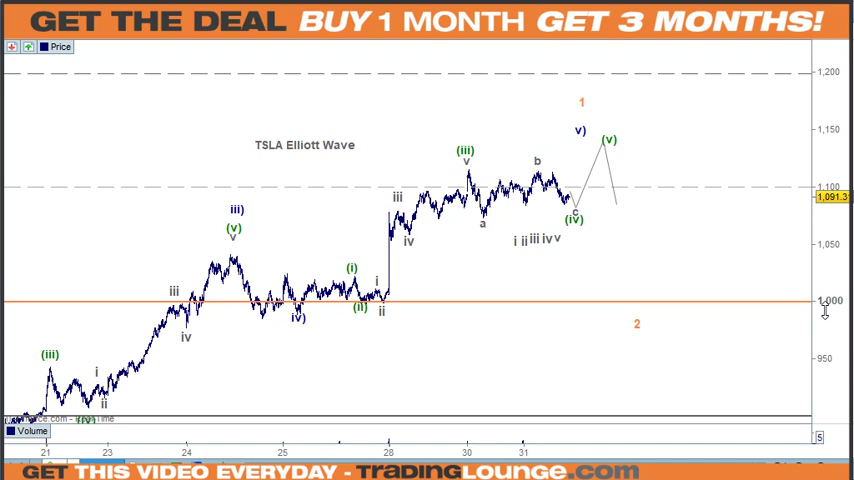 GET THE DEAL BUY 1 MONTH GET 3 MONTHS!
Price
1,200
1
TSLA Elliott Wave
v)
1,150
(v)
(iii)
v
b
1,100
iii
1,091.31
iii)
(v)
v
a
c
(iv)
iv
i ii iii iv v
1,050
(i)
i
iii
1,000
(ii)
ii
iv)
2
iv
(iii)
950
i
ii
Volume
5
21 23 24 25 28 30 31
GET THIS VIDEO EVERYDAY - TradingLounge.com